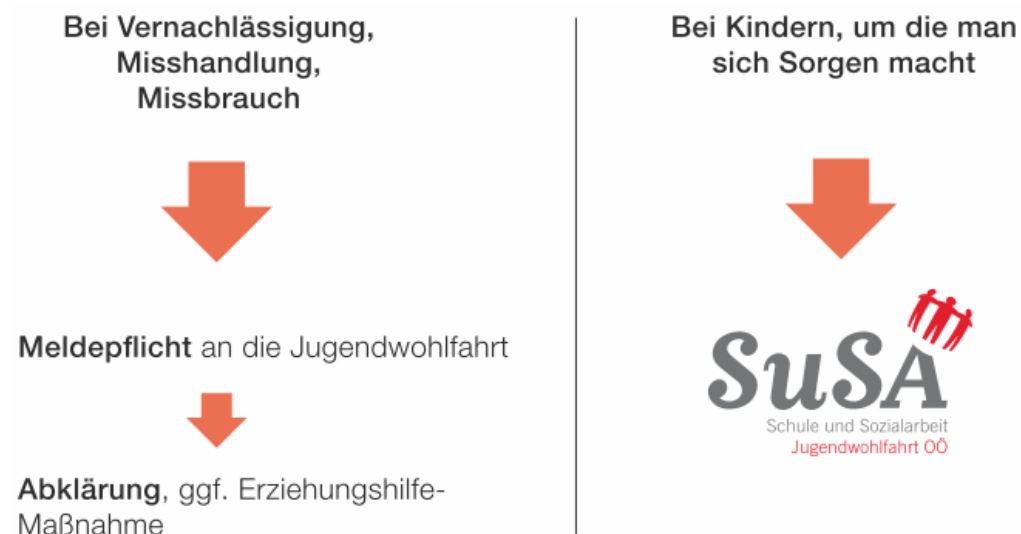 Bei Vernachlässigung,
Misshandlung,
Missbrauch
Meldepflicht an die Jugendwohlfahrt
Abklärung, ggf. Erziehungshilfe-
Maßnahme
Bei Kindern, um die man
sich Sorgen macht
SuSA
Schule und Sozialarbeit
Jugendwohlfahrt OÖ